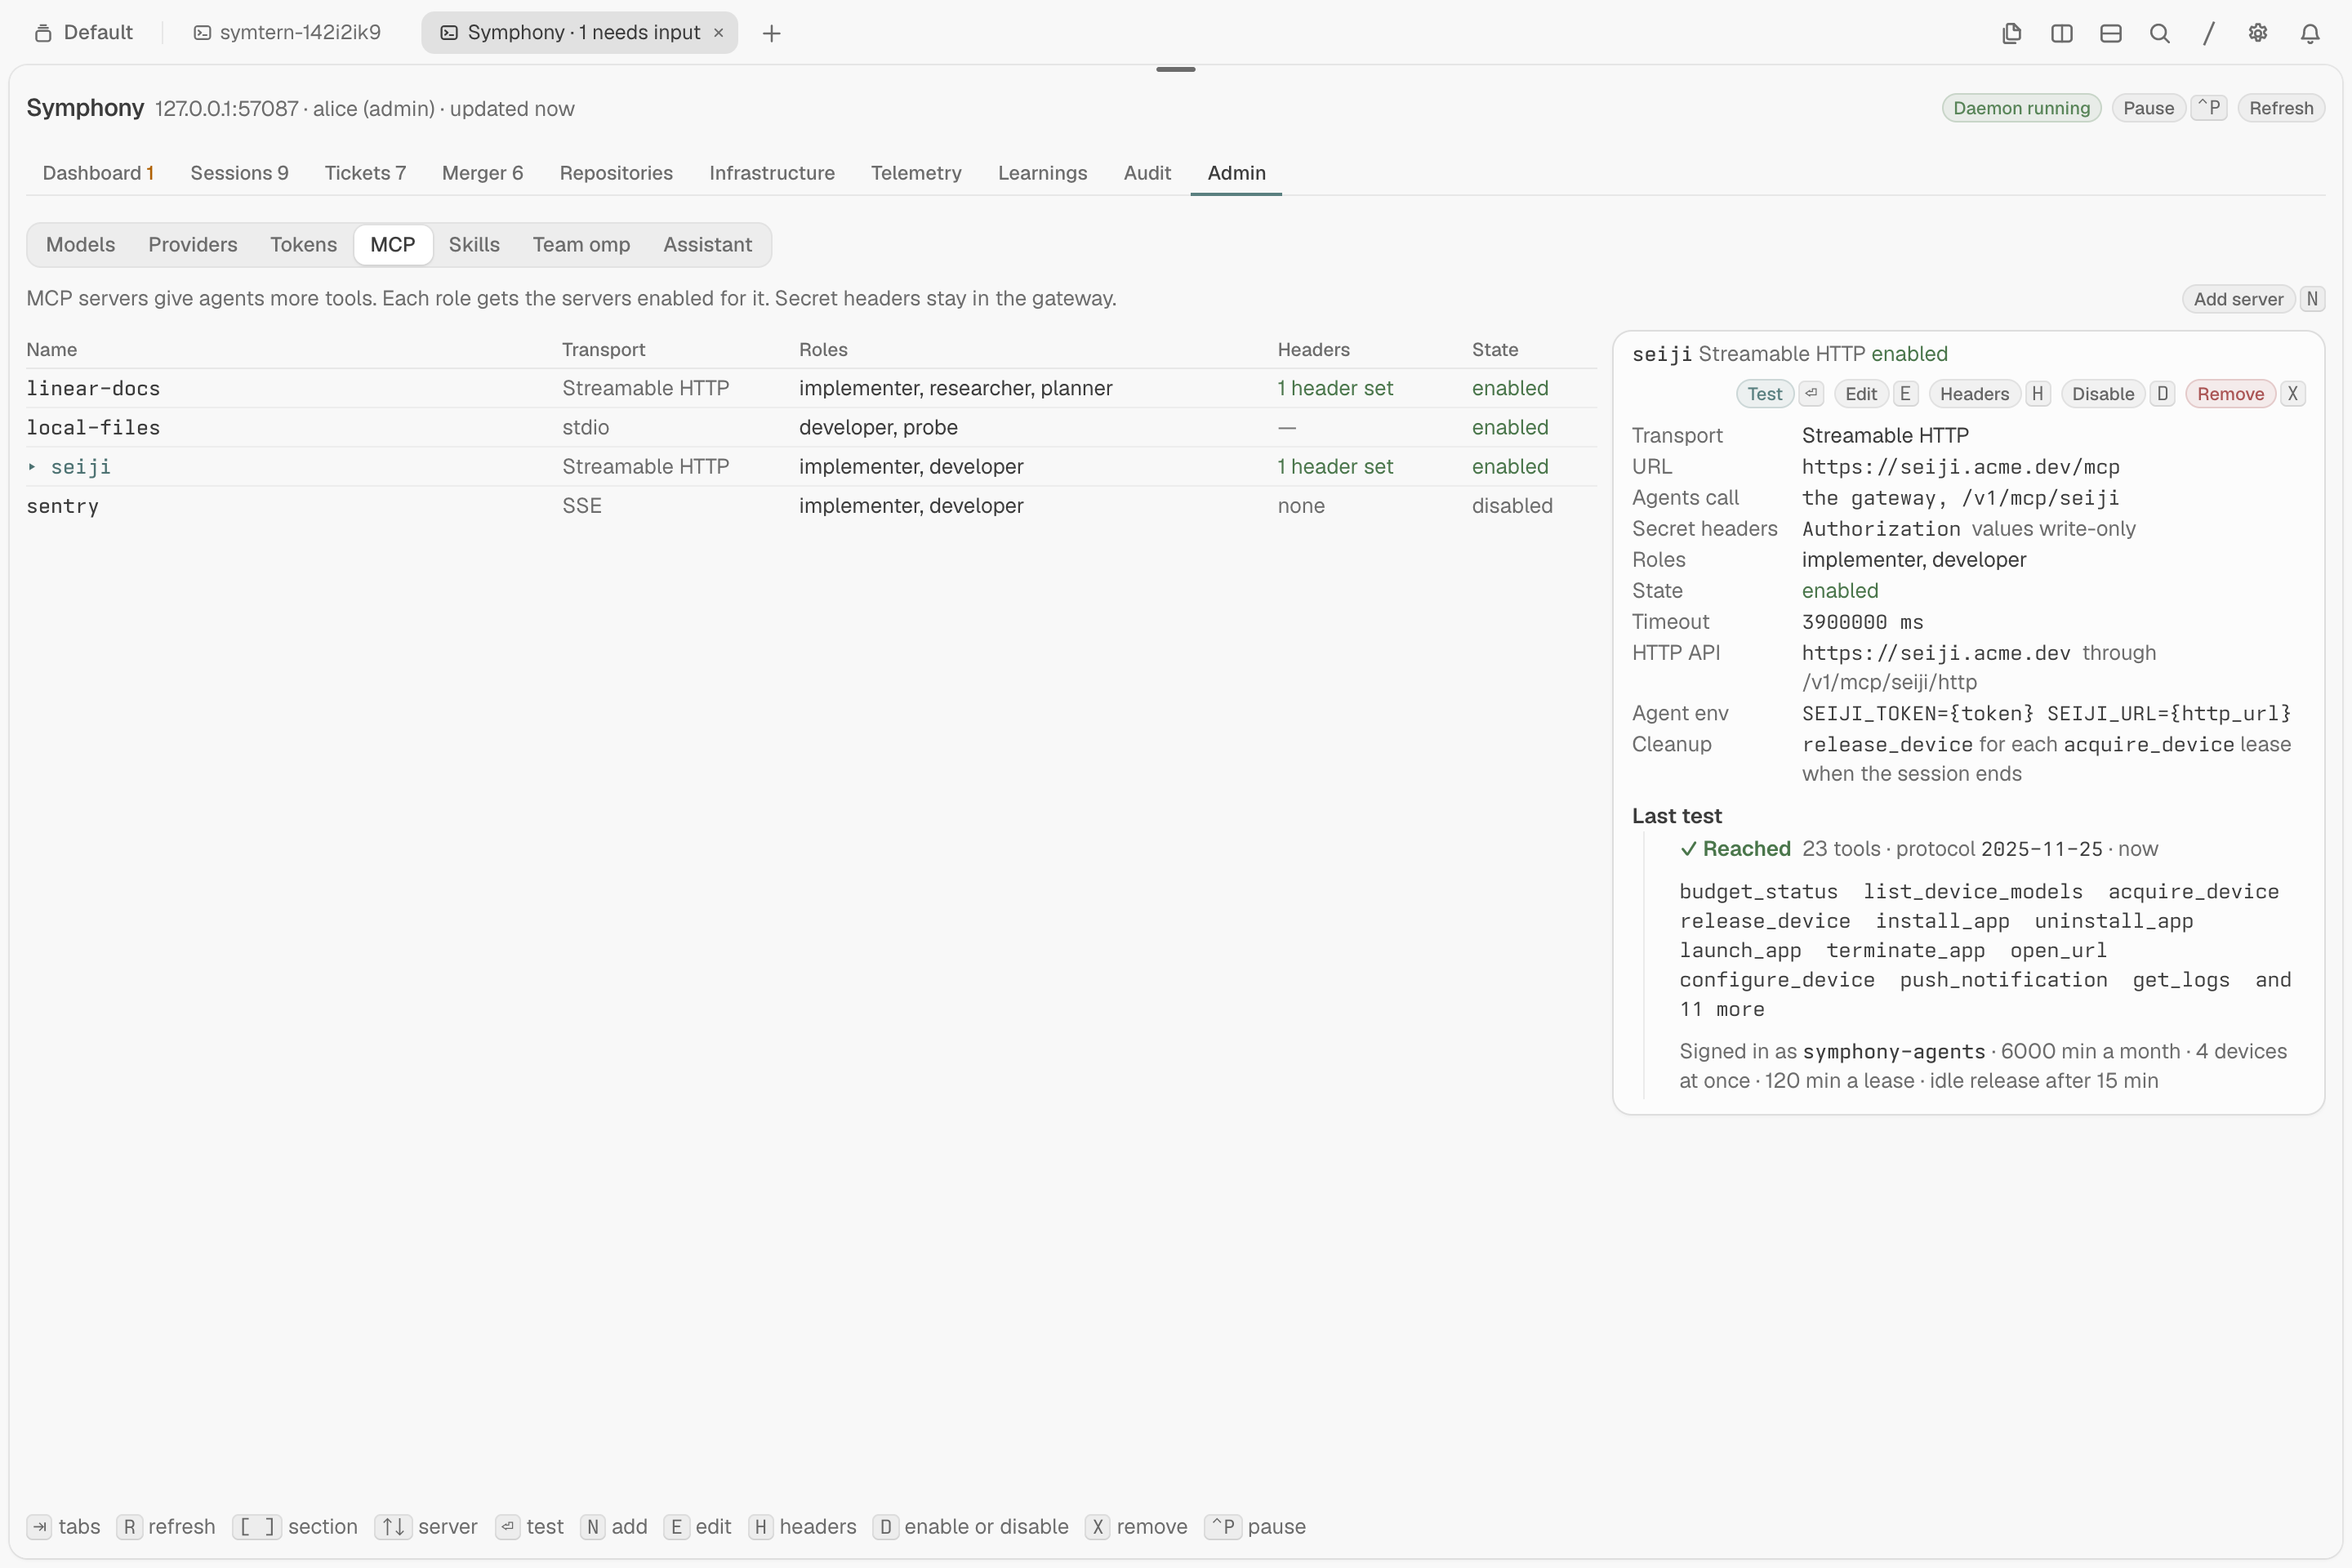 Default
symtern-142i2ik9
Symphony · 1 needs input ×
Symphony 127.0.0.1:57087 · alice (admin) · updated now
Daemon running Pause ^P Refresh
Dashboard 1 Sessions 9 Tickets 7 Merger 6 Repositories Infrastructure Telemetry Learnings Audit Admin
Models Providers Tokens MCP Skills Team omp Assistant
MCP servers give agents more tools. Each role gets the servers enabled for it. Secret headers stay in the gateway.
Add server N
Name Transport Roles Headers State
linear-docs Streamable HTTP implementer, researcher, planner 1 header set enabled
local-files stdio developer, probe — enabled
▸ seiji Streamable HTTP implementer, developer 1 header set enabled
sentry SSE implementer, developer none disabled
seiji Streamable HTTP enabled
Test ⏎ Edit E Headers H Disable D Remove X
Transport Streamable HTTP
URL https://seiji.acme.dev/mcp
Agents call the gateway, /v1/mcp/seiji
Secret headers Authorization values write-only
Roles implementer, developer
State enabled
Timeout 3900000 ms
HTTP API https://seiji.acme.dev through
/v1/mcp/seiji/http
Agent env SEIJI_TOKEN={token} SEIJI_URL={http_url}
Cleanup release_device for each acquire_device lease
when the session ends
Last test
✓ Reached 23 tools · protocol 2025-11-25 · now
budget_status list_device_models acquire_device
release_device install_app uninstall_app
launch_app terminate_app open_url
configure_device push_notification get_logs and
11 more
Signed in as symphony-agents · 6000 min a month · 4 devices
at once · 120 min a lease · idle release after 15 min
⇥ tabs R refresh [ ] section ↑↓ server ⏎ test N add E edit H headers D enable or disable X remove ^P pause